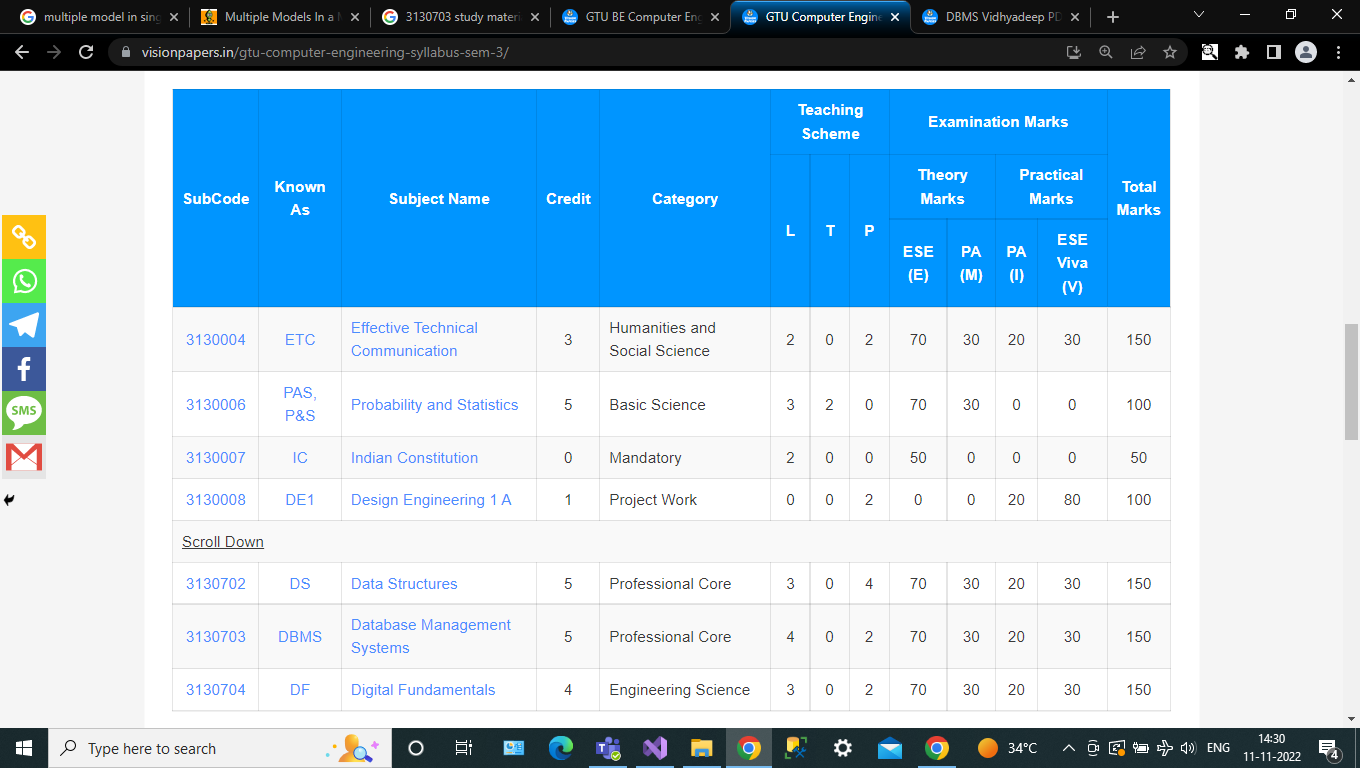 multiple model in sing
Multiple Models In a M
3130703 study materi
GTU BE Computer Eng
GTU Computer Engine
DBMS Vidhyadeep PD
visionpapers.in/gtu-computer-engineering-syllabus-sem-3/
SubCode Known As Subject Name Credit Category Teaching Scheme Examination Marks Total Marks
Theory Marks Practical Marks
L T P ESE (E) PA (M) PA (I) ESE Viva (V)
3130004 ETC Effective Technical Communication 3 Humanities and Social Science 2 0 2 70 30 20 30 150
3130006 PAS, P&S Probability and Statistics 5 Basic Science 3 2 0 70 30 0 0 100
3130007 IC Indian Constitution 0 Mandatory 2 0 0 50 0 0 0 50
3130008 DE1 Design Engineering 1 A 1 Project Work 0 0 2 0 0 20 80 100
Scroll Down
3130702 DS Data Structures 5 Professional Core 3 0 4 70 30 20 30 150
3130703 DBMS Database Management Systems 5 Professional Core 4 0 2 70 30 20 30 150
3130704 DF Digital Fundamentals 4 Engineering Science 3 0 2 70 30 20 30 150
SMS
Type here to search
34°C
ENG
14:30
11-11-2022
4